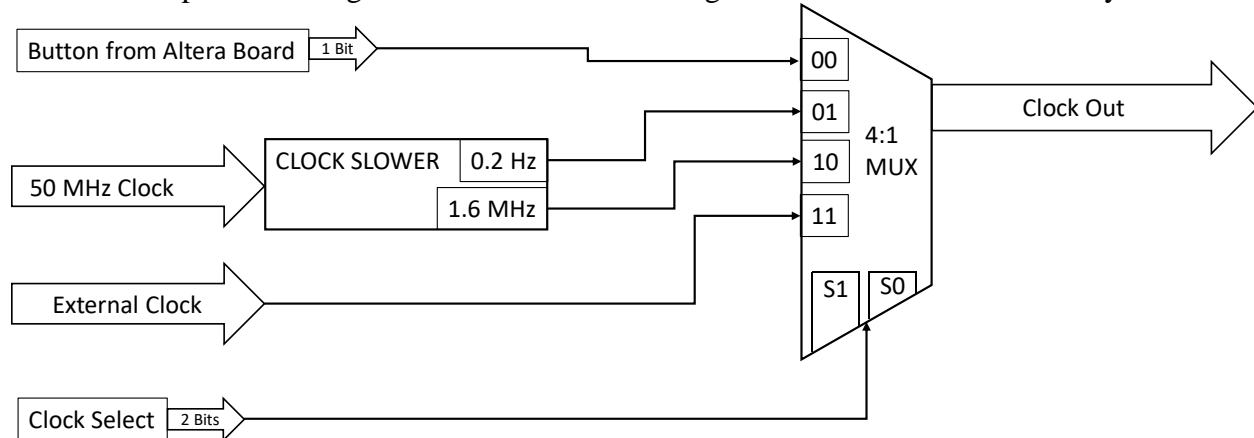 Button from Altera Board
1 Bit
00
01
4:1
MUX
10
11
Clock Out
CLOCK SLOWER
0.2 Hz
1.6 MHz
50 MHz Clock
External Clock
S1
S0
Clock Select
2 Bits